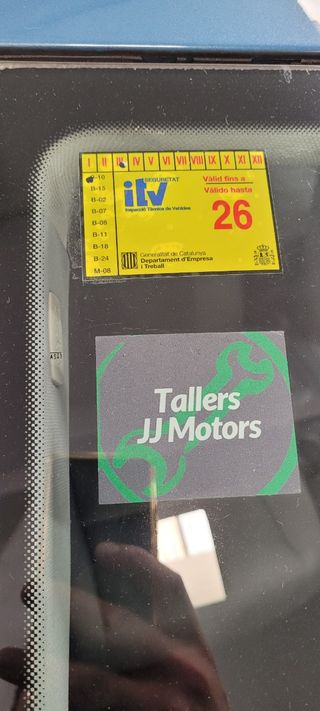 I II III IV V VI VII VIII IX X XI XII
B-15
B-02
B-07
B-08
B-11
B-18
B-24
M-08
SEGURETAT
itv
Inspecció Tècnica de Vehicles
Vàlid fins a
Válido hasta
26
Generalitat de Catalunya
Departament d'Empresa
i Treball
Tallers
JJ Motors